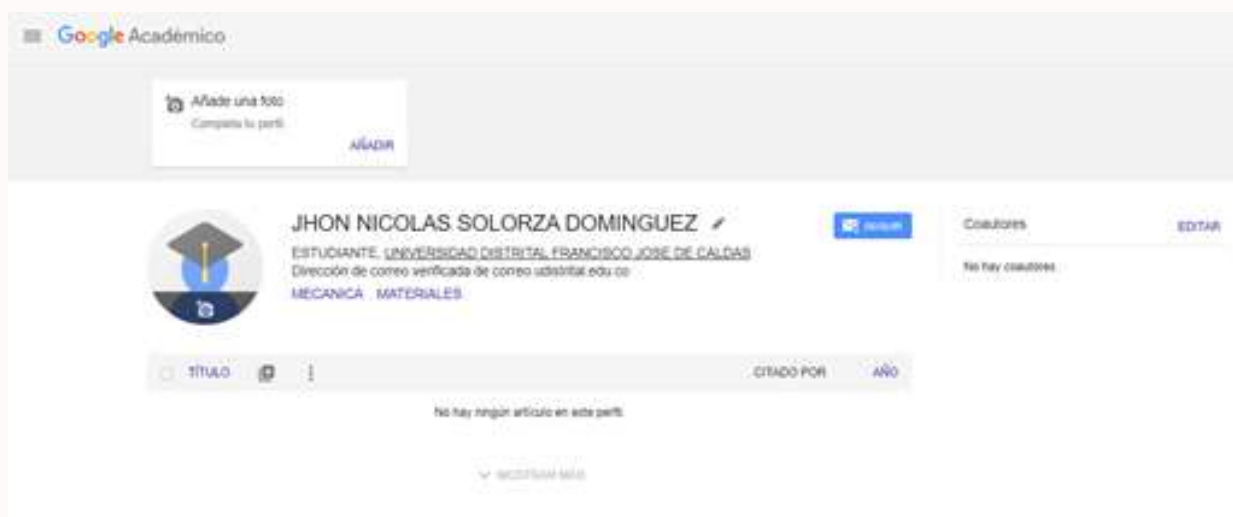 Google Académico
Añade una foto
Completa tu perfil
AÑADIR
JHON NICOLAS SOLORZA DOMINGUEZ
ESTUDIANTE, UNIVERSIDAD DISTRITAL FRANCISCO JOSE DE CALDAS
Dirección de correo verificada de correo.udistrital.edu.co
MECANICA MATERIALES
SEGUIR
Coautores
EDITAR
No hay coautores
TÍTULO
CITADO POR
AÑO
No hay ningún artículo en este perfil.
MOSTRAR MÁS